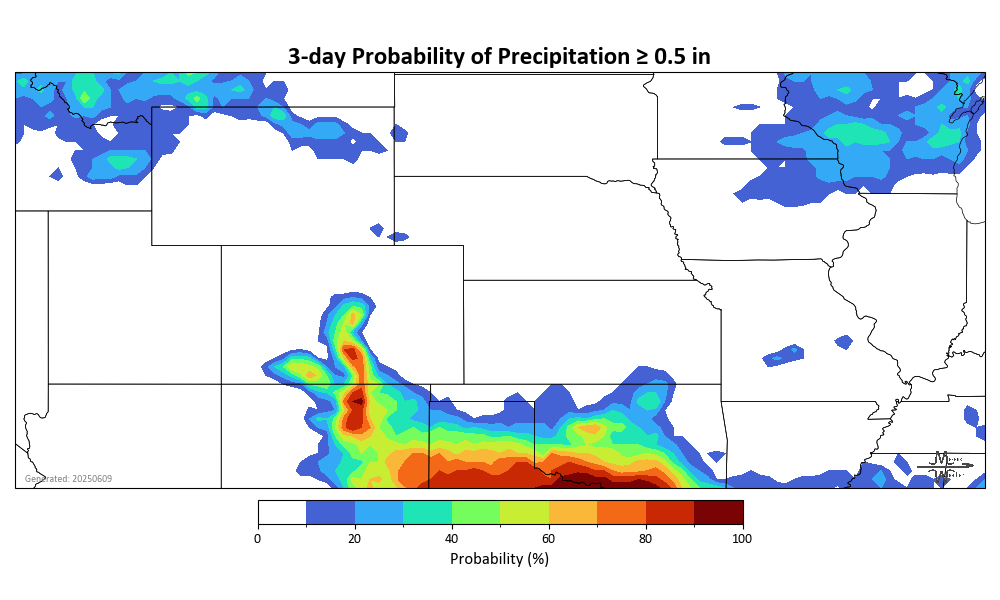 3-day Probability of Precipitation ≥ 0.5 in
Generated: 20250609
0 20 40 60 80 100
Probability (%)